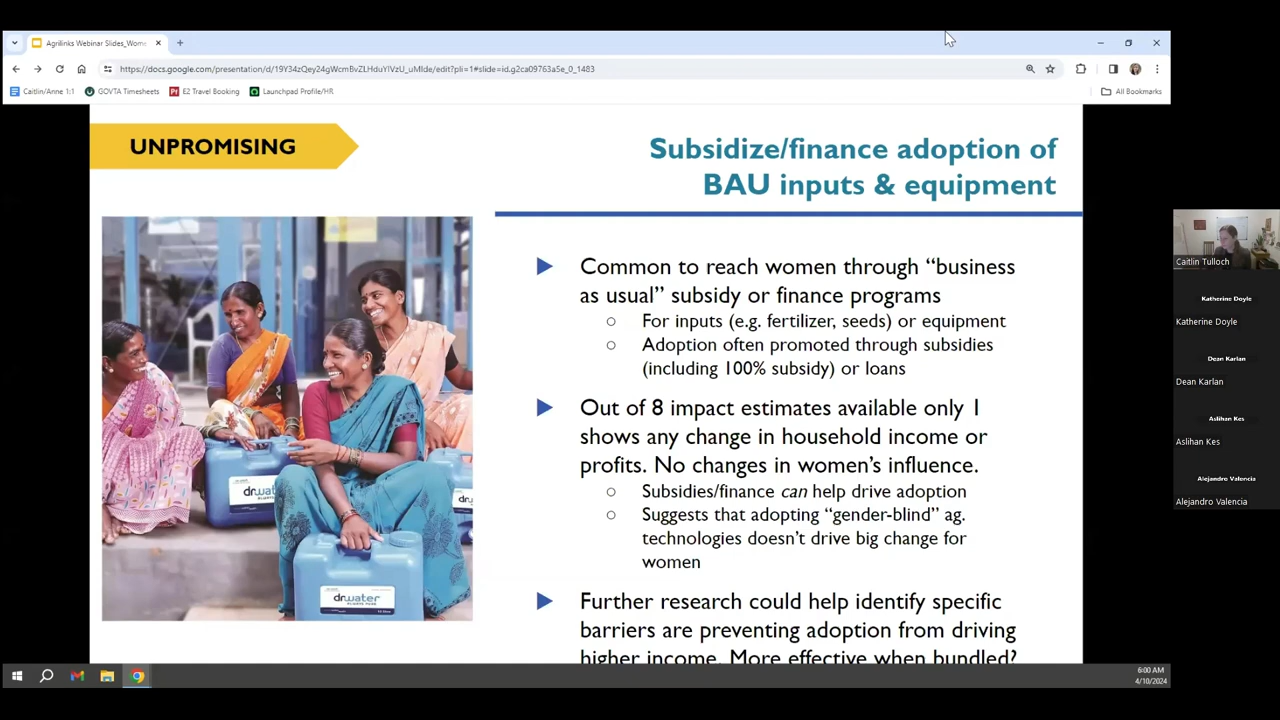 Agrilinks Webinar Slides_Wom
https://docs.google.com/presentation/d/19Y34zQey24gWcmBvZLHduYlVzU_uMlde/edit?pli=1#slide=id.g2ca09763a5e_0_1483
Caitlin/Anne 1:1
GOVTA Timesheets
E2 Travel Booking
Launchpad Profile/HR
All Bookmarks
UNPROMISING
Subsidize/finance adoption of
BAU inputs & equipment
Common to reach women through “business
as usual” subsidy or finance programs
For inputs (e.g. fertilizer, seeds) or equipment
Adoption often promoted through subsidies
(including 100% subsidy) or loans
Out of 8 impact estimates available only 1
shows any change in household income or
profits. No changes in women’s influence.
Subsidies/finance can help drive adoption
Suggests that adopting “gender-blind” ag.
technologies doesn’t drive big change for
women
Further research could help identify specific
barriers are preventing adoption from driving
higher income. More effective when bundled?
drwater
drwater
Caitlin Tulloch
Katherine Doyle
Katherine Doyle
Dean Karlan
Dean Karlan
Aslihan Kes
Aslihan Kes
Alejandro Valencia
Alejandro Valencia
6:00 AM
4/10/2024